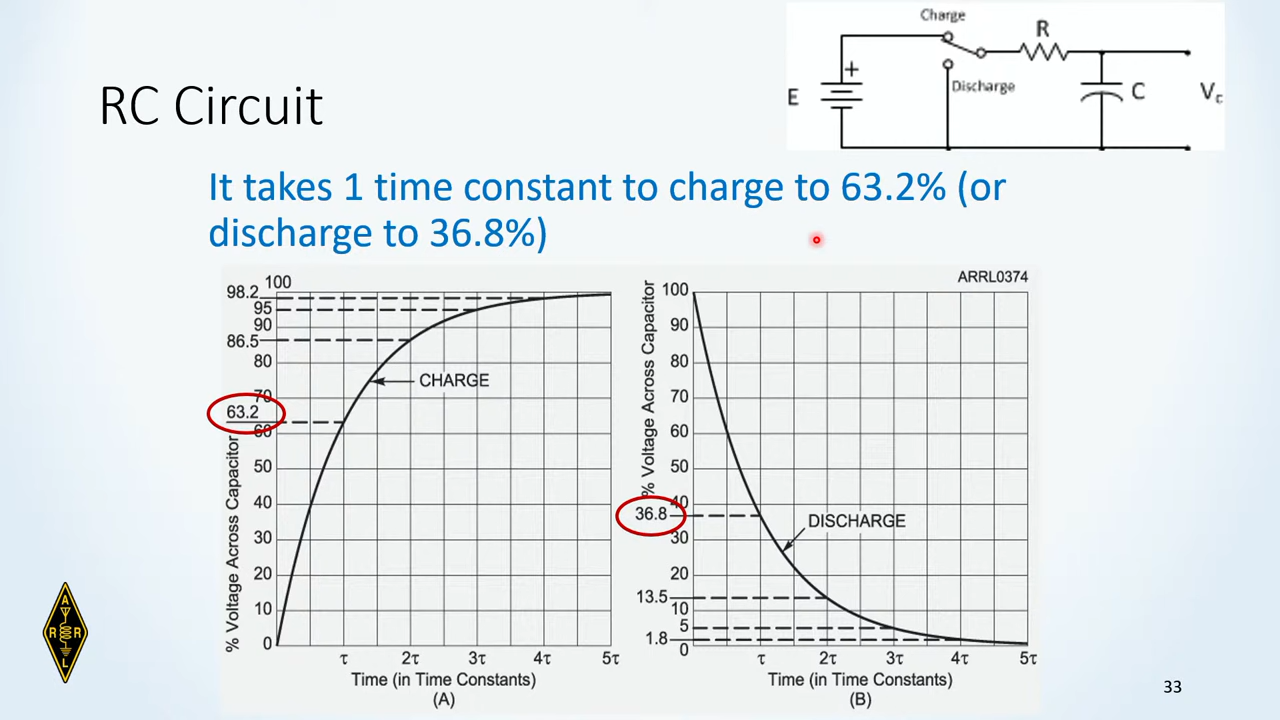 Charge
R
+
E
Discharge
C
Vc
RC Circuit
It takes 1 time constant to charge to 63.2% (or
discharge to 36.8%)
100
98.2
95
90
86.5
80
70
63.2
60
50
40
30
20
10
0
% Voltage Across Capacitor
CHARGE
τ 2τ 3τ 4τ 5τ
Time (in Time Constants)
(A)
ARRL0374
100
90
80
70
60
50
40
36.8
30
20
13.5
10
5
1.8
0
% Voltage Across Capacitor
DISCHARGE
τ 2τ 3τ 4τ 5τ
Time (in Time Constants)
(B)
A
R R
L
33